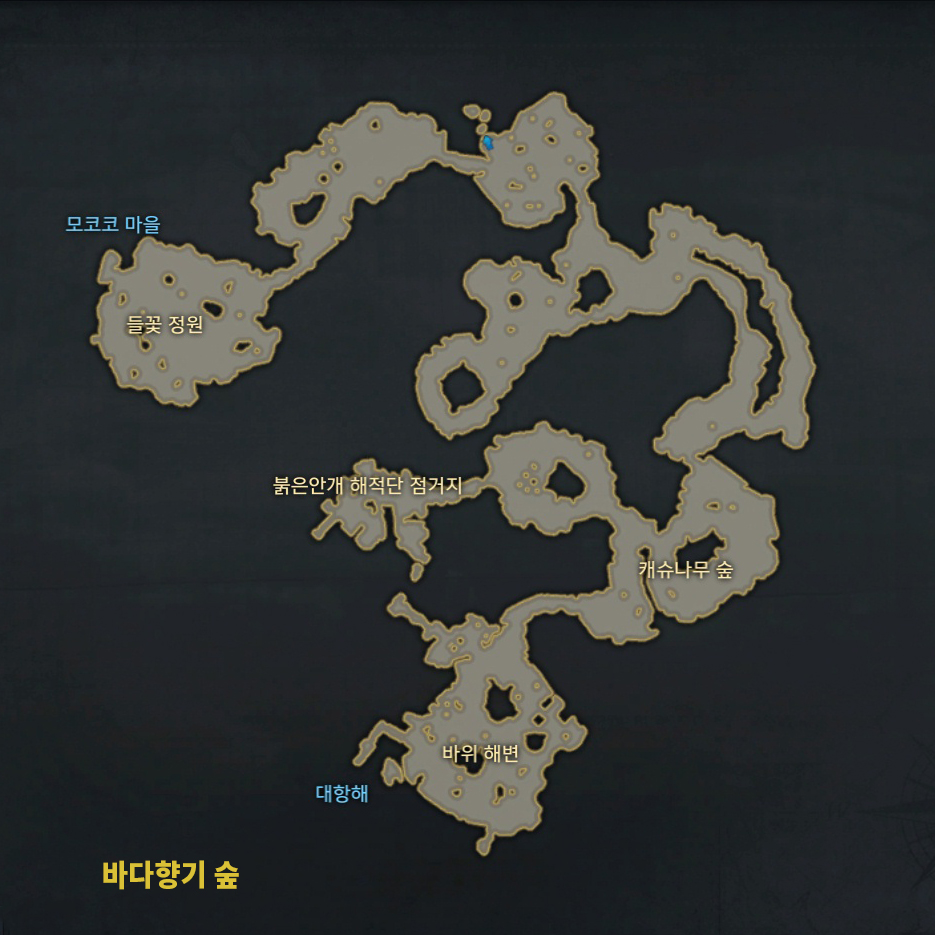 모코코 마을
들꽃 정원
붉은안개 해적단 점거지
캐슈나무 숲
바위 해변
대항해
바다향기 숲